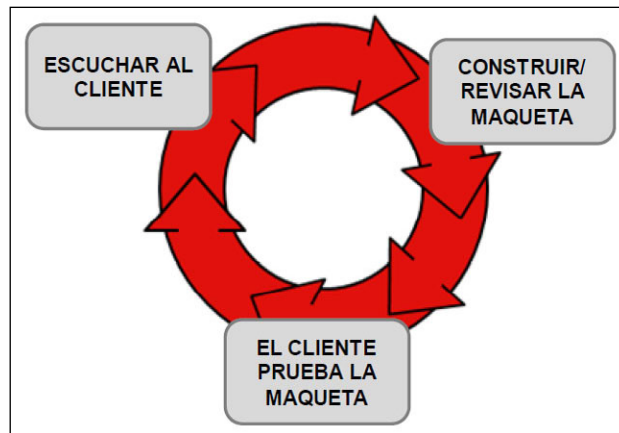 ESCUCHAR AL
CLIENTE
CONSTRUIR/
REVISAR LA
MAQUETA
EL CLIENTE
PRUEBA LA
MAQUETA